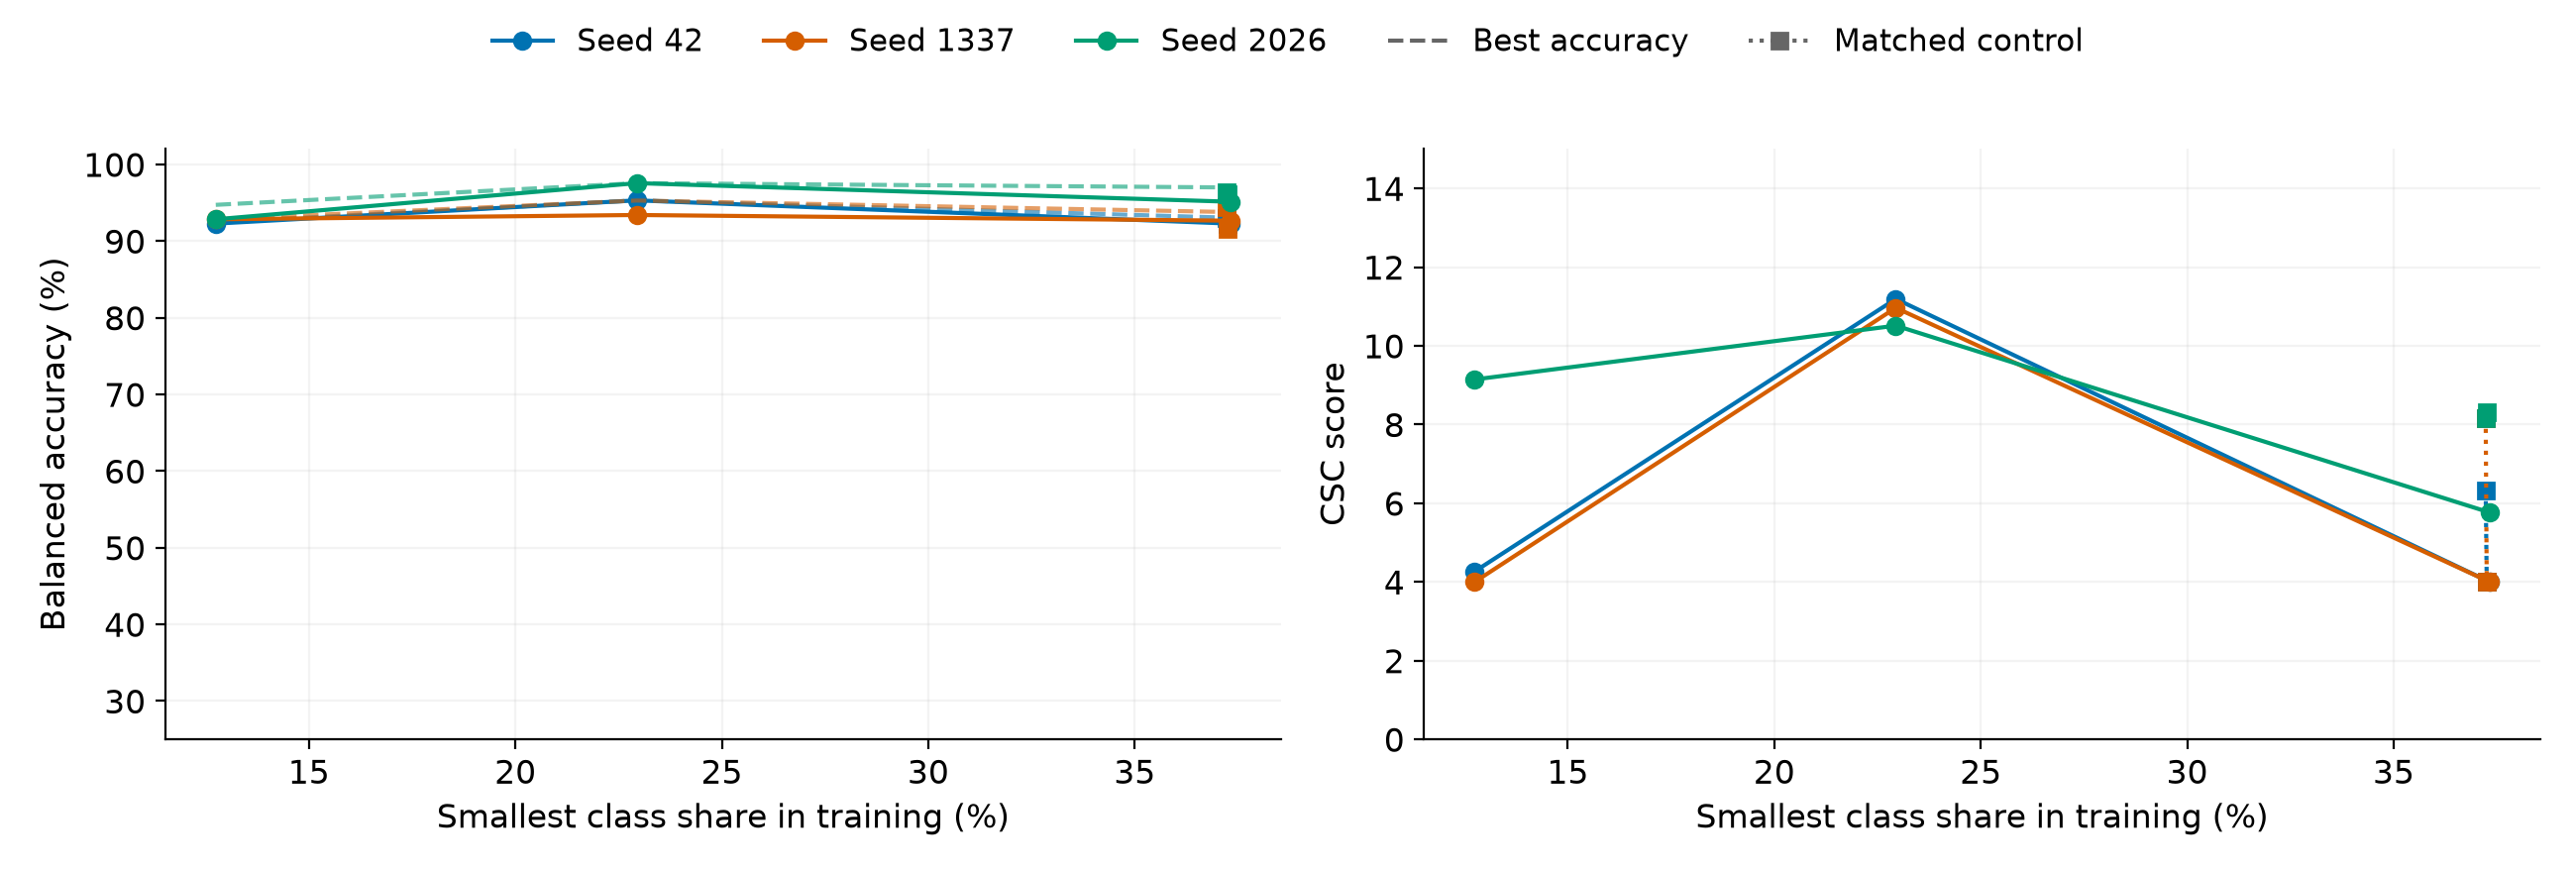 Seed 42 Seed 1337 Seed 2026 Best accuracy Matched control
Balanced accuracy (%)
100
90
80
70
60
50
40
30
15 20 25 30 35
Smallest class share in training (%)
CSC score
14
12
10
8
6
4
2
0
15 20 25 30 35
Smallest class share in training (%)